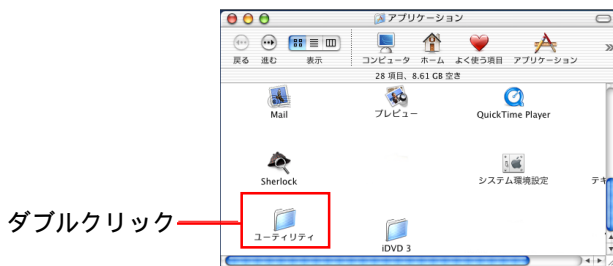 アプリケーション
戻る 進む 表示 コンピュータ ホーム よく使う項目 アプリケーション
28 項目、8.61 GB 空き
Mail プレビュー QuickTime Player
Sherlock システム環境設定 テキ
ダブルクリック
ユーティリティ iDVD 3